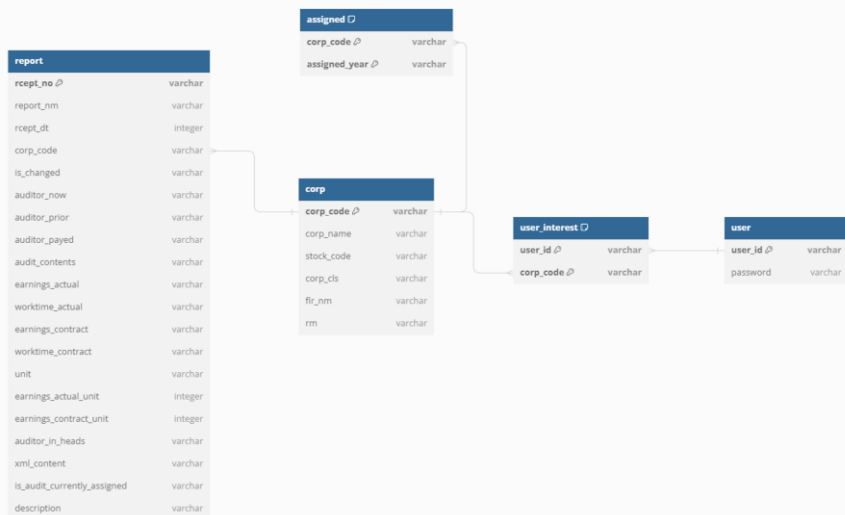 assigned
corp_code varchar
assigned_year varchar
report
rcept_no varchar
report_nm varchar
rcept_dt integer
corp_code varchar
is_changed varchar
auditor_now varchar
auditor_prior varchar
auditor_payed varchar
audit_contents varchar
earnings_actual varchar
worktime_actual varchar
earnings_contract varchar
worktime_contract varchar
unit varchar
earnings_actual_unit integer
earnings_contract_unit integer
auditor_in_heads varchar
xml_content varchar
is_audit_currently_assigned varchar
description varchar
corp
corp_code varchar
corp_name varchar
stock_code varchar
corp_cls varchar
flr_nm varchar
rm varchar
user_interest
user_id varchar
corp_code varchar
user
user_id varchar
password varchar